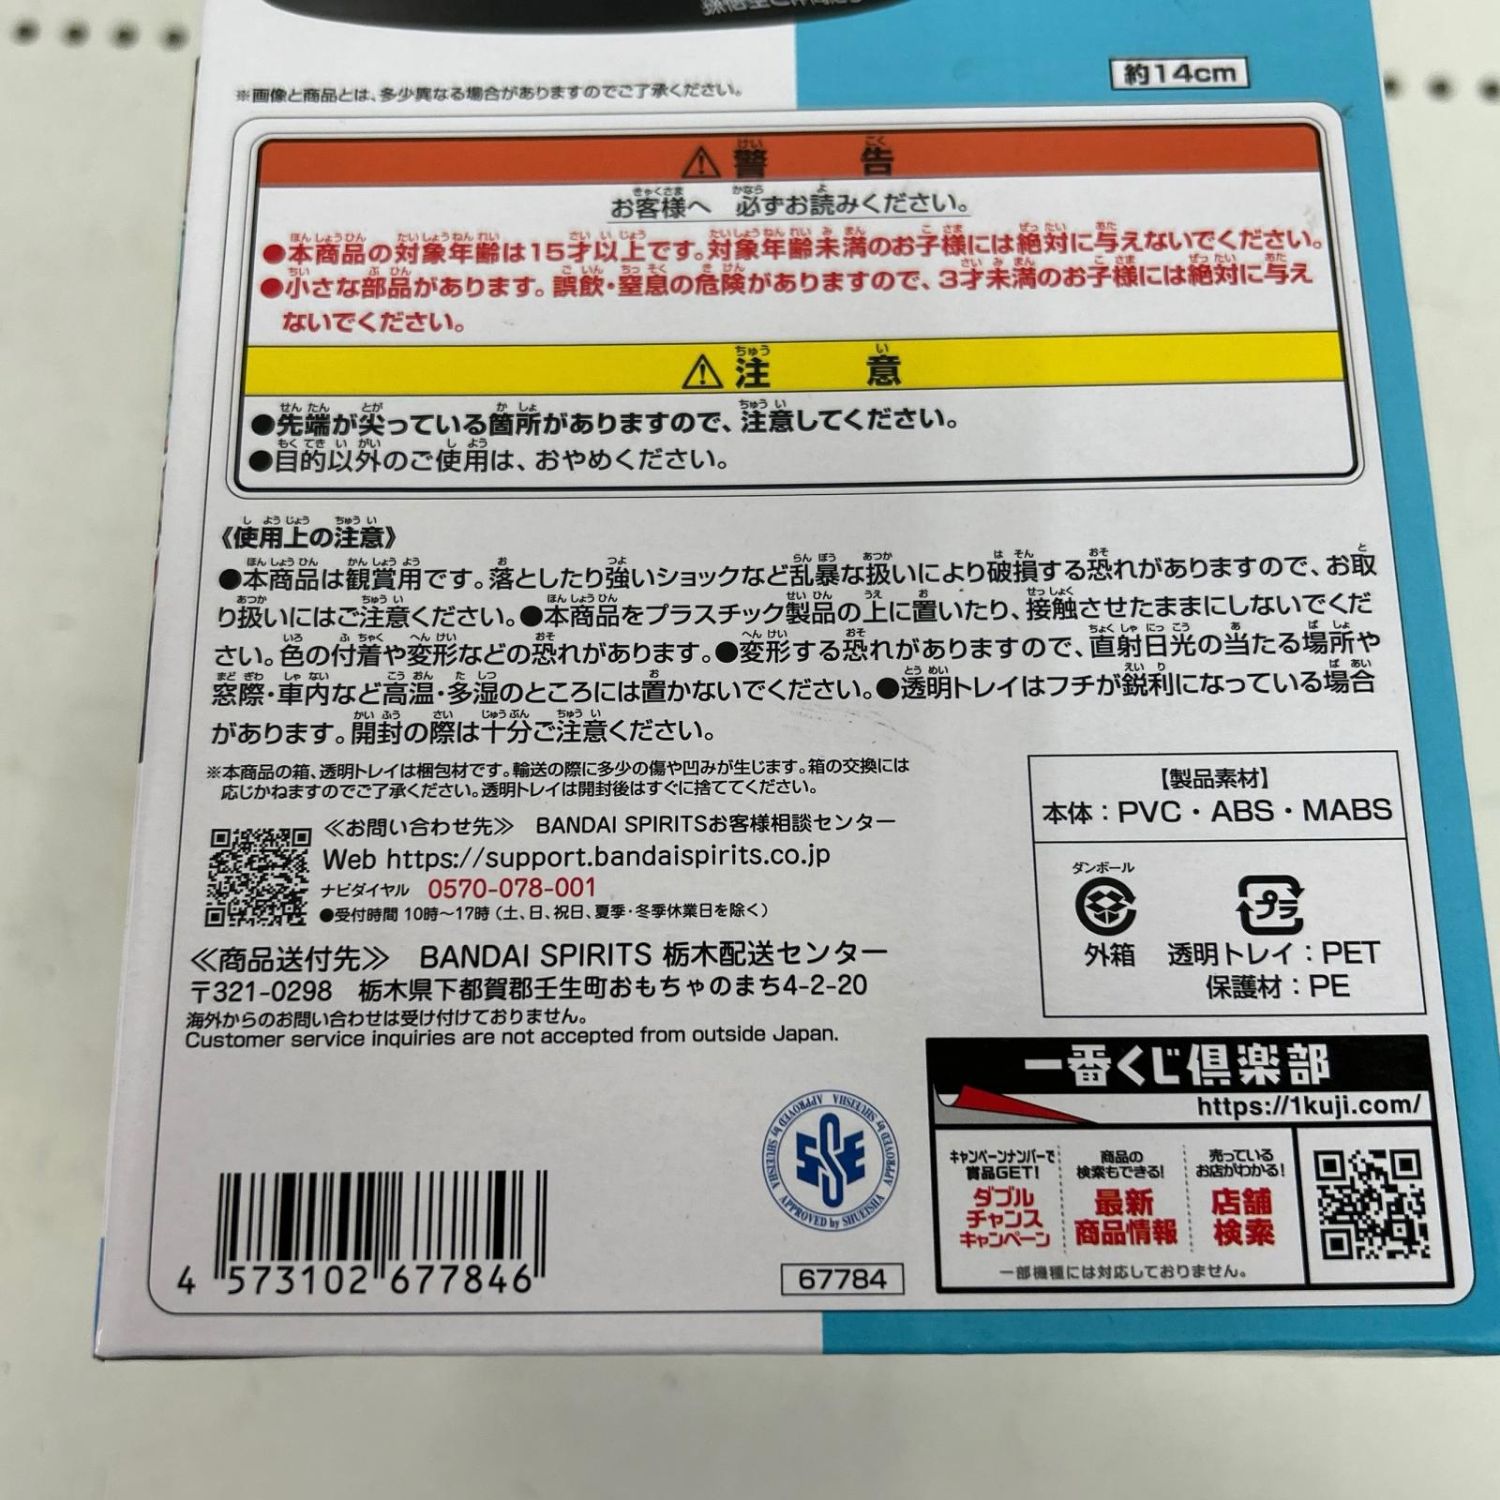 約14cm
※画像と商品とは、多少異なる場合がありますのでご了承ください。
⚠警告
お客様へ 必ずお読みください。
●本商品の対象年齢は15才以上です。対象年齢未満のお子様には絶対に与えないでください。
●小さな部品があります。誤飲・窒息の危険がありますので、3才未満のお子様には絶対に与え
ないでください。
⚠注意
●先端が尖っている箇所がありますので、注意してください。
●目的以外のご使用は、おやめください。
《使用上の注意》
●本商品は観賞用です。落としたり強いショックなど乱暴な扱いにより破損する恐れがありますので、お取
り扱いにはご注意ください。●本商品をプラスチック製品の上に置いたり、接触させたままにしないでくだ
さい。色の付着や変形などの恐れがあります。●変形する恐れがありますので、直射日光の当たる場所や
窓際・車内など高温・多湿のところには置かないでください。●透明トレイはフチが鋭利になっている場合
があります。開封の際は十分ご注意ください。
※本商品の箱、透明トレイは梱包材です。輸送の際に多少の傷や凹みが生じます。箱の交換には
応じかねますのでご了承ください。透明トレイは開封後はすぐに捨ててください。
≪お問い合わせ先≫ BANDAI SPIRITSお客様相談センター
Web https://support.bandaispirits.co.jp
ナビダイヤル 0570-078-001
●受付時間 10時~17時(土、日、祝日、夏季・冬季休業日を除く)
≪商品送付先≫ BANDAI SPIRITS 栃木配送センター
〒321-0298 栃木県下都賀郡壬生町おもちゃのまち4-2-20
海外からのお問い合わせは受け付けておりません。
Customer service inquiries are not accepted from outside Japan.
【製品素材】
本体:PVC・ABS・MABS
ダンボール
プラ
外箱 透明トレイ:PET
保護材:PE
一番くじ倶楽部
https://1kuji.com/
キャンペーンナンバーで
賞品GET!
ダブル
チャンス
キャンペーン
商品の
検索もできる!
最新
商品情報
売っている
お店がわかる!
店舗
検索
一部機種には対応しておりません。
APPROVED by SHUEISHA APPROVED by SHUEISHA APPROVED by SHUEISHA
SSE
4 573102 677846
67784